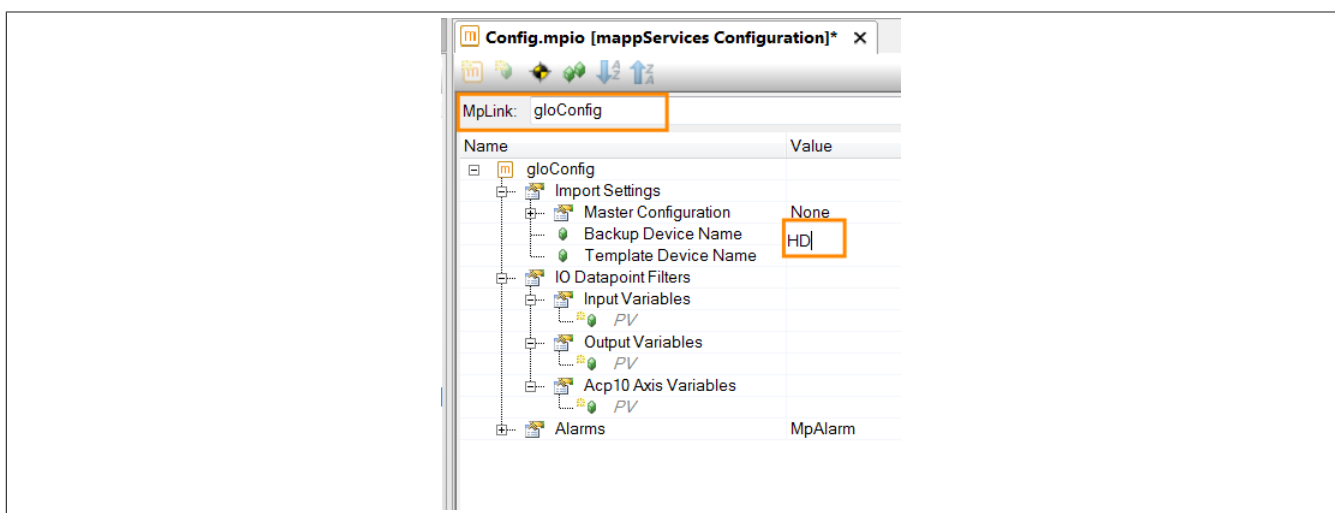 Config.mpio [mappServices Configuration]* ×
MpLink: gloConfig
Name Value
gloConfig
Import Settings
Master Configuration None
Backup Device Name HD
Template Device Name
IO Datapoint Filters
Input Variables
PV
Output Variables
PV
Acp10 Axis Variables
PV
Alarms MpAlarm